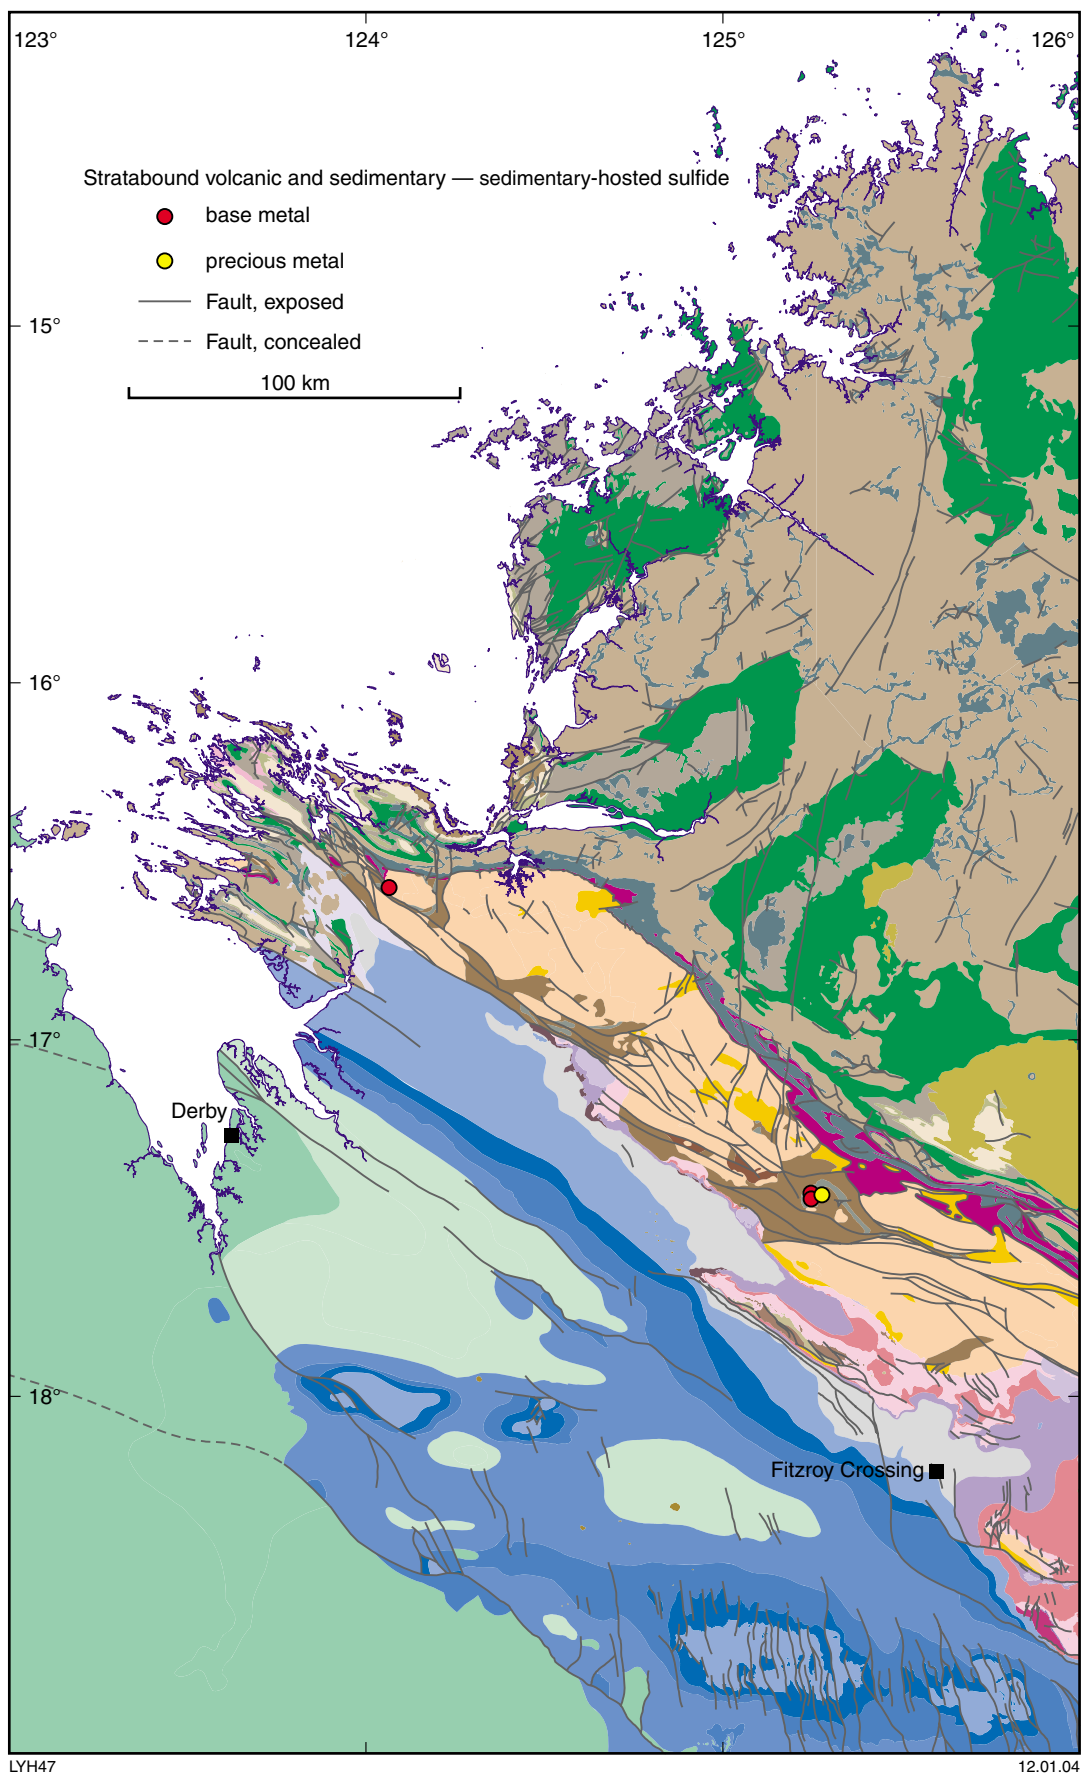 123° 124° 125° 126°
Stratabound volcanic and sedimentary — sedimentary-hosted sulfide
base metal
precious metal
Fault, exposed
Fault, concealed
100 km
15°
16°
17°
Derby
18°
Fitzroy Crossing
LYH47 12.01.04